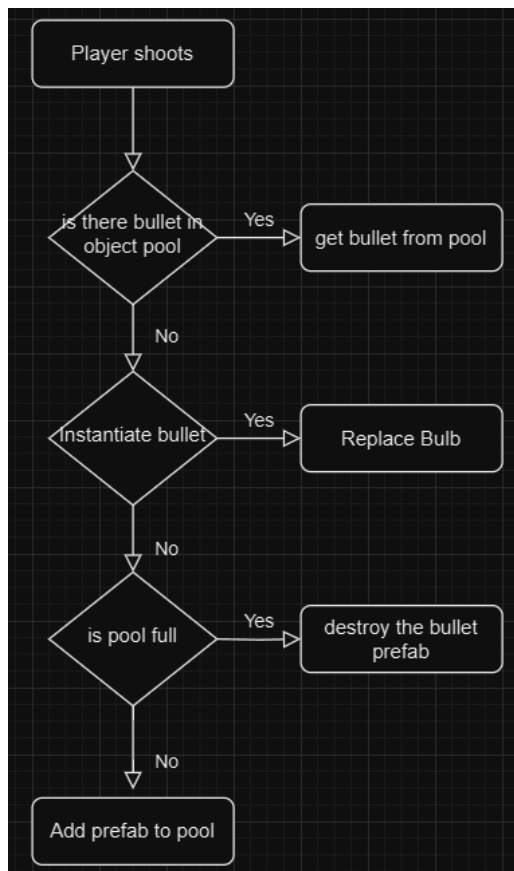 Player shoots
is there bullet in
object pool
Yes
get bullet from pool
No
Instantiate bullet
Yes
Replace Bulb
No
is pool full
Yes
destroy the bullet
prefab
No
Add prefab to pool